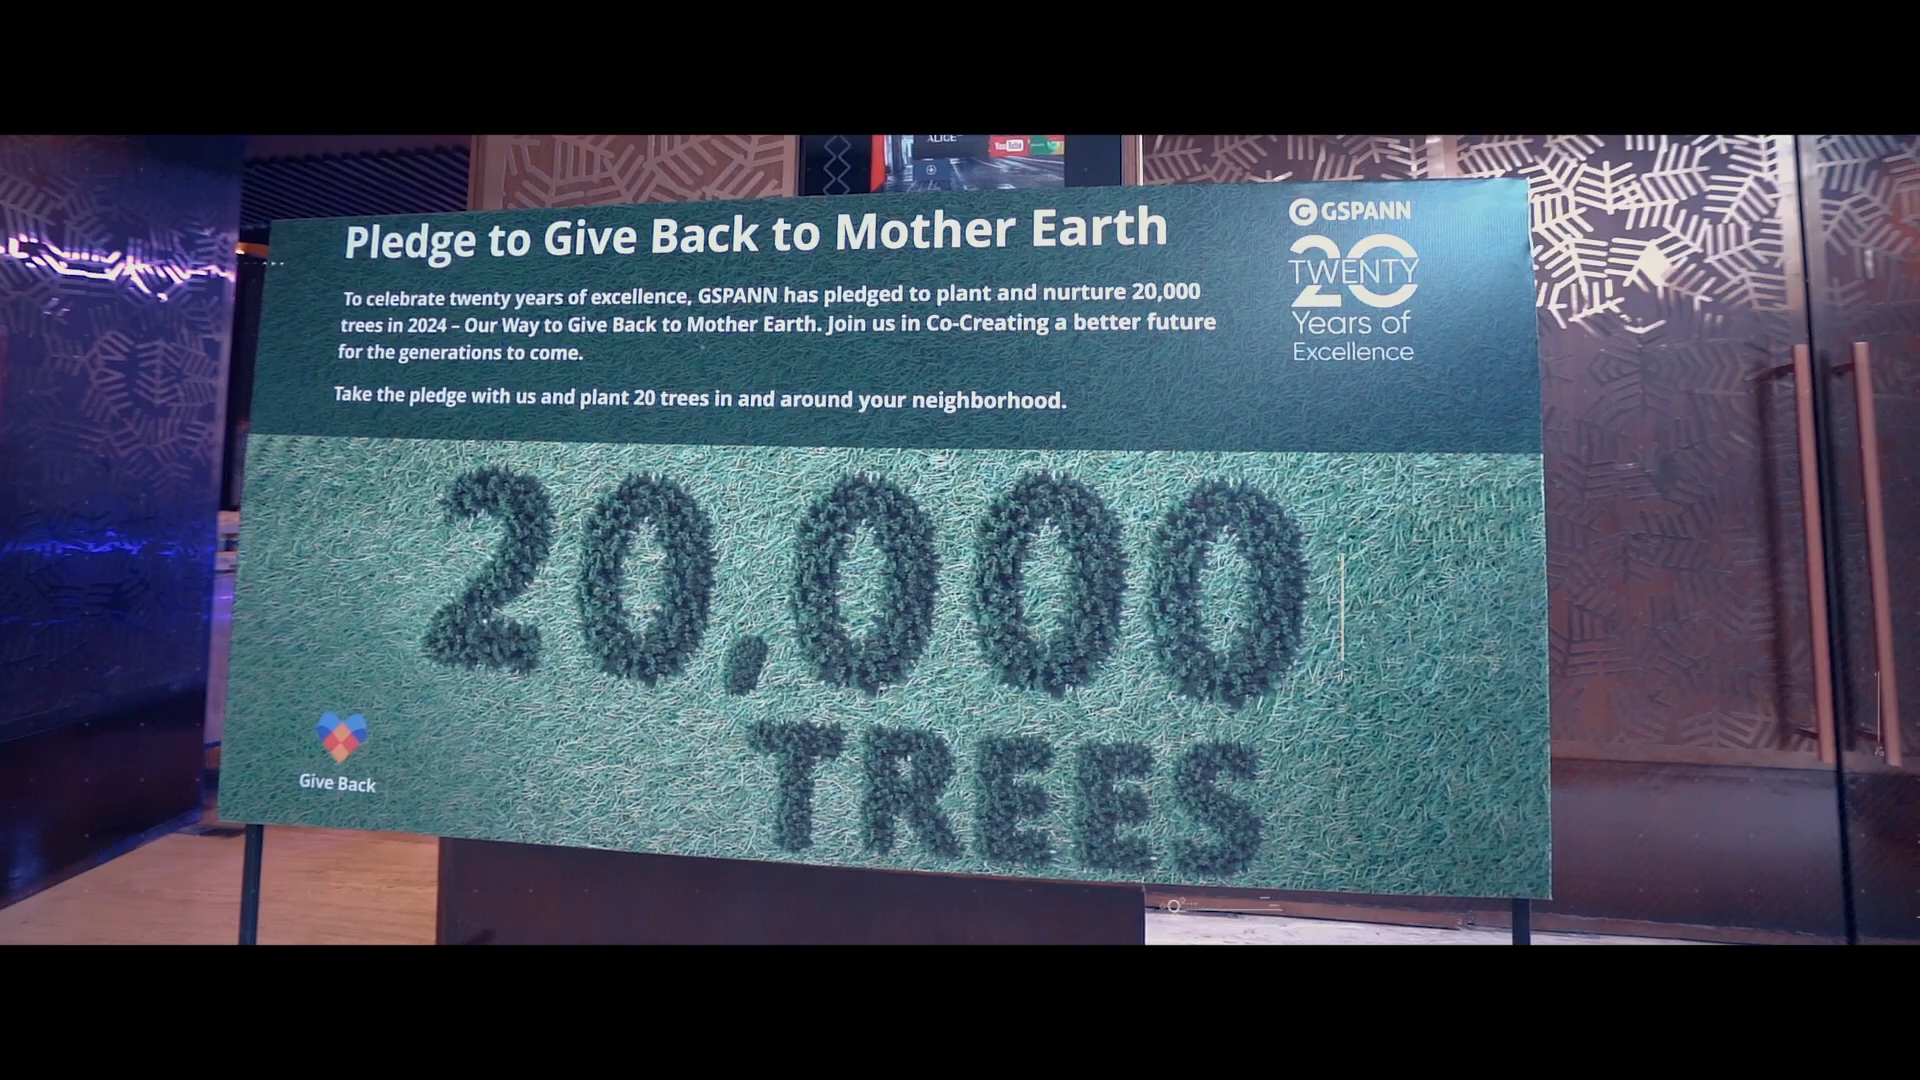 ALICE
YouTube
Pledge to Give Back to Mother Earth
To celebrate twenty years of excellence, GSPANN has pledged to plant and nurture 20,000
trees in 2024 – Our Way to Give Back to Mother Earth. Join us in Co-Creating a better future
for the generations to come.
Take the pledge with us and plant 20 trees in and around your neighborhood.
GSPANN
20
TWENTY
Years of
Excellence
20,000
TREES
Give Back